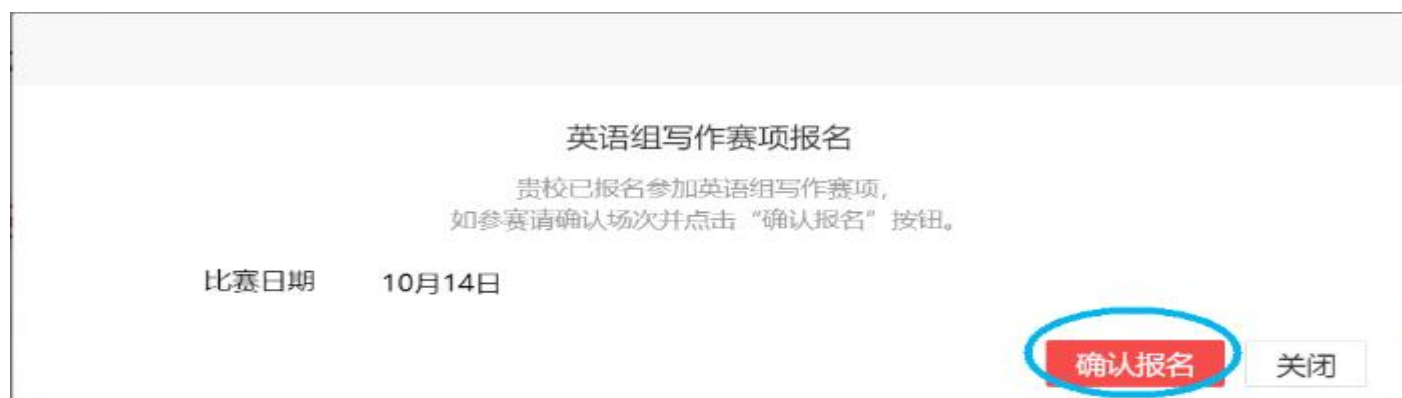 英语组写作赛项报名
贵校已报名参加英语组写作赛项，
如参赛请确认场次并点击“确认报名”按钮。
比赛日期 10月14日
确认报名 关闭